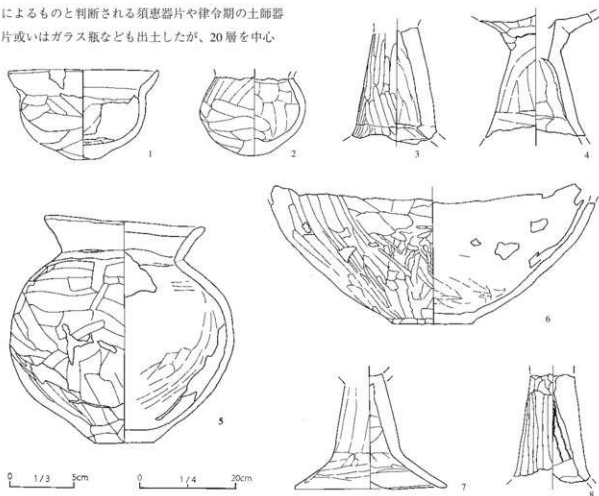 によるものと判断される須恵器片や律令期の土師器
片或いはガラス瓶なども出土したが、20層を中心
1
2
3
4
5
6
7
8
0 1/3 5cm
0 1/4 20cm